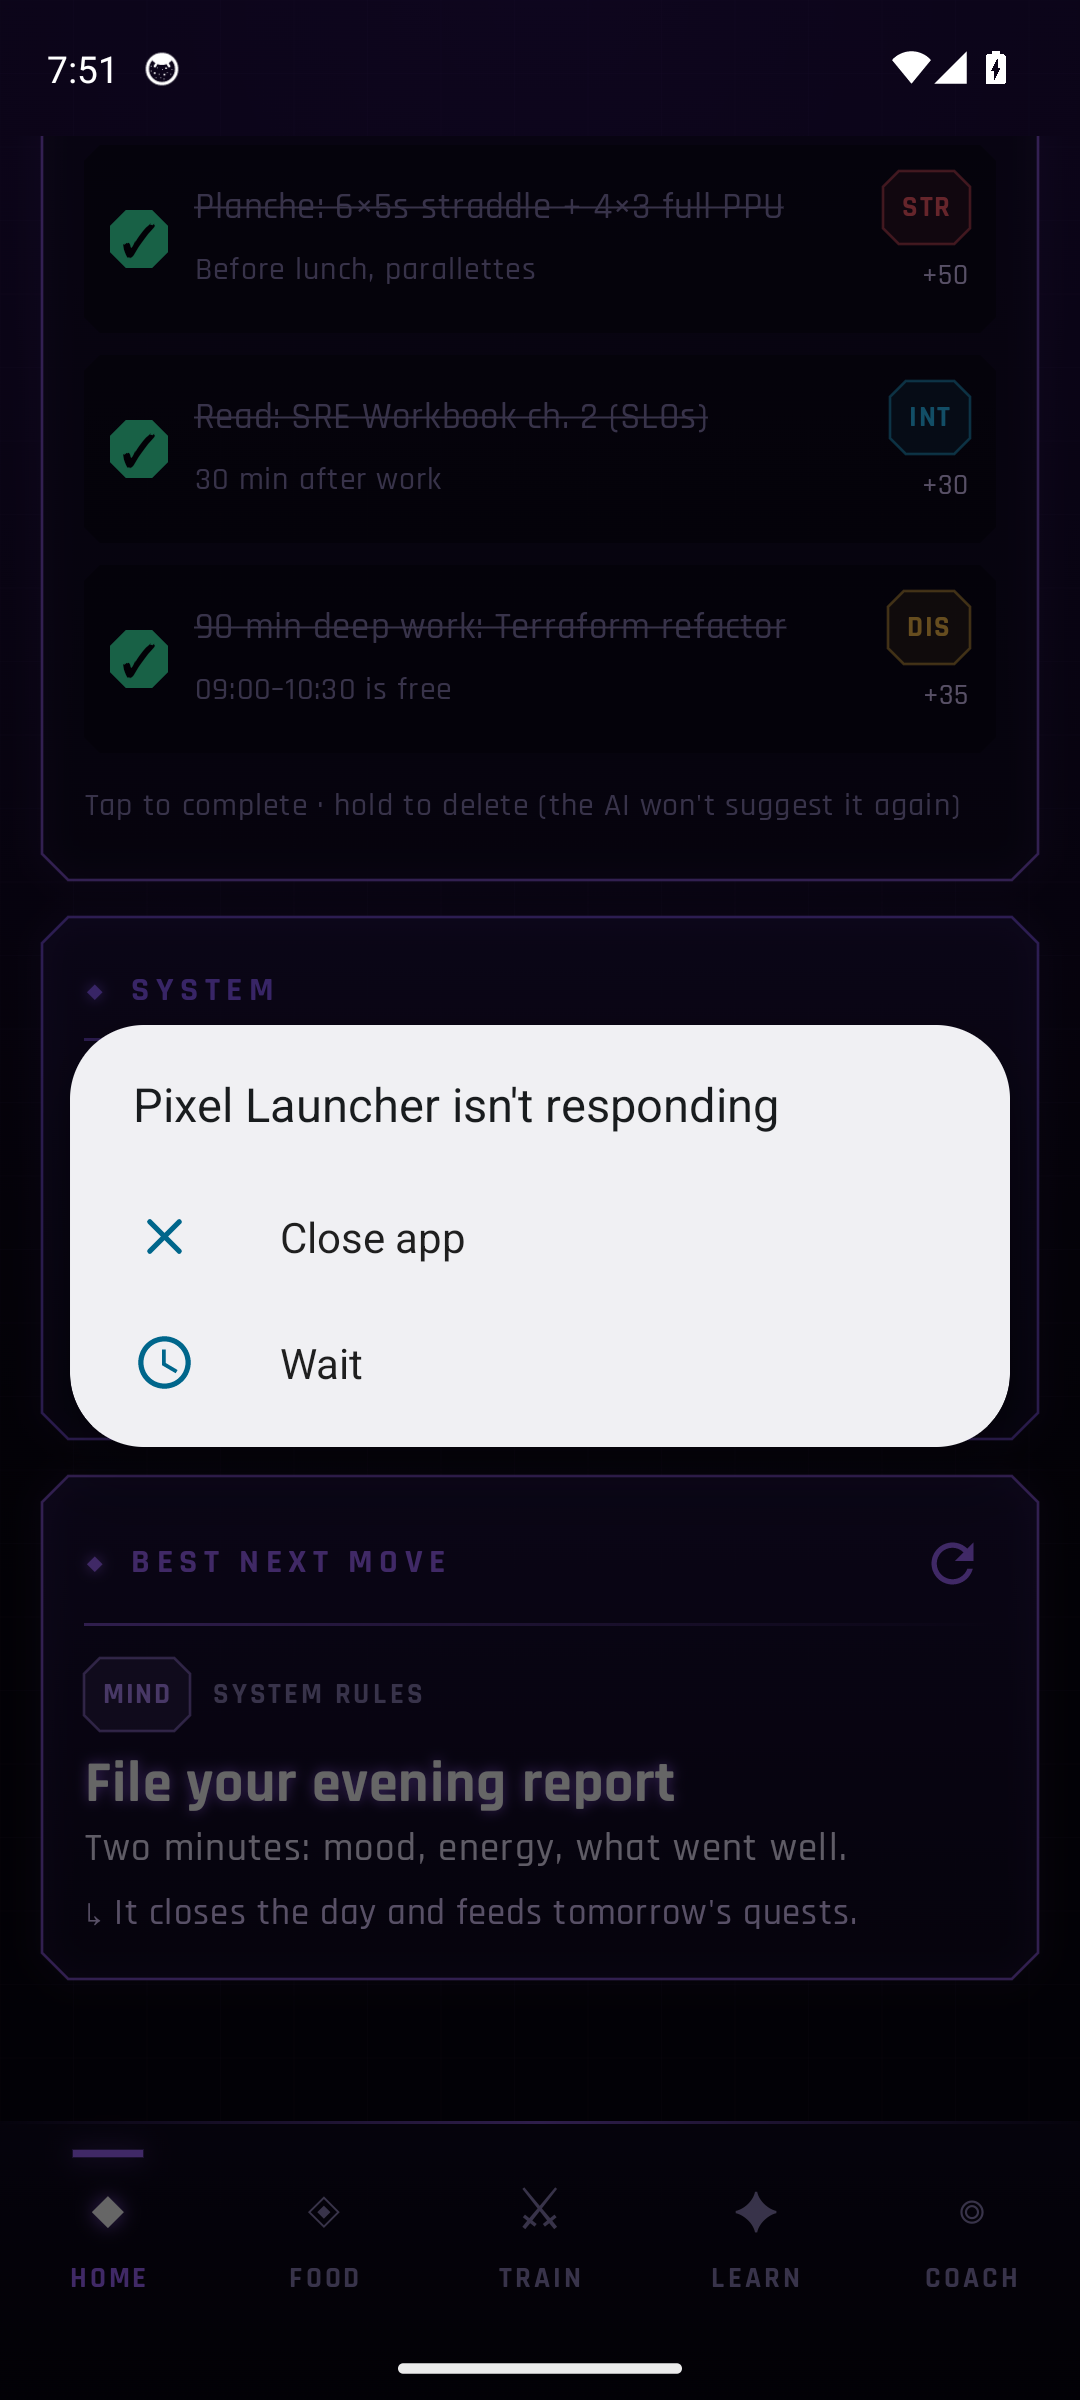 7:51
Planche: 6×5s straddle + 4×3 full PPU
STR
Before lunch, parallettes
+50
Read: SRE Workbook ch. 2 (SLOs)
INT
30 min after work
+30
90 min deep work: Terraform refactor
DIS
09:00–10:30 is free
+35
Tap to complete · hold to delete (the AI won't suggest it again)
SYSTEM
Pixel Launcher isn't responding
Close app
Wait
BEST NEXT MOVE
MIND SYSTEM RULES
File your evening report
Two minutes: mood, energy, what went well.
↳ It closes the day and feeds tomorrow's quests.
HOME FOOD TRAIN LEARN COACH